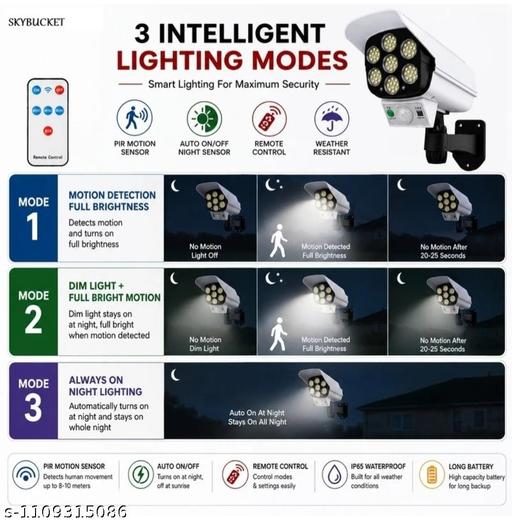 SKYBUCKET
3 INTELLIGENT
LIGHTING MODES
Smart Lighting For Maximum Security
Remote Control
PIR MOTION
SENSOR
AUTO ON/OFF
NIGHT SENSOR
REMOTE
CONTROL
WEATHER
RESISTANT
MODE
1
MOTION DETECTION
FULL BRIGHTNESS
Detects motion
and turns on
full brightness
No Motion
Light Off
Motion Detected
Full Brightness
No Motion After
20-25 Seconds
MODE
2
DIM LIGHT +
FULL BRIGHT MOTION
Dim light stays on
at night, full bright
when motion detected
No Motion
Dim Light
Motion Detected
Full Brightness
No Motion After
20-25 Seconds
MODE
3
ALWAYS ON
NIGHT LIGHTING
Automatically turns on
at night and stays on
whole night
Auto On At Night
Stays On All Night
PIR MOTION SENSOR
Detects human movement
up to 8-10 meters
AUTO ON/OFF
Turns on at night,
off at sunrise
REMOTE CONTROL
Control modes
& settings easily
IP65 WATERPROOF
Built for all weather
conditions
LONG BATTERY
High capacity battery
for long backup
s-1109315086